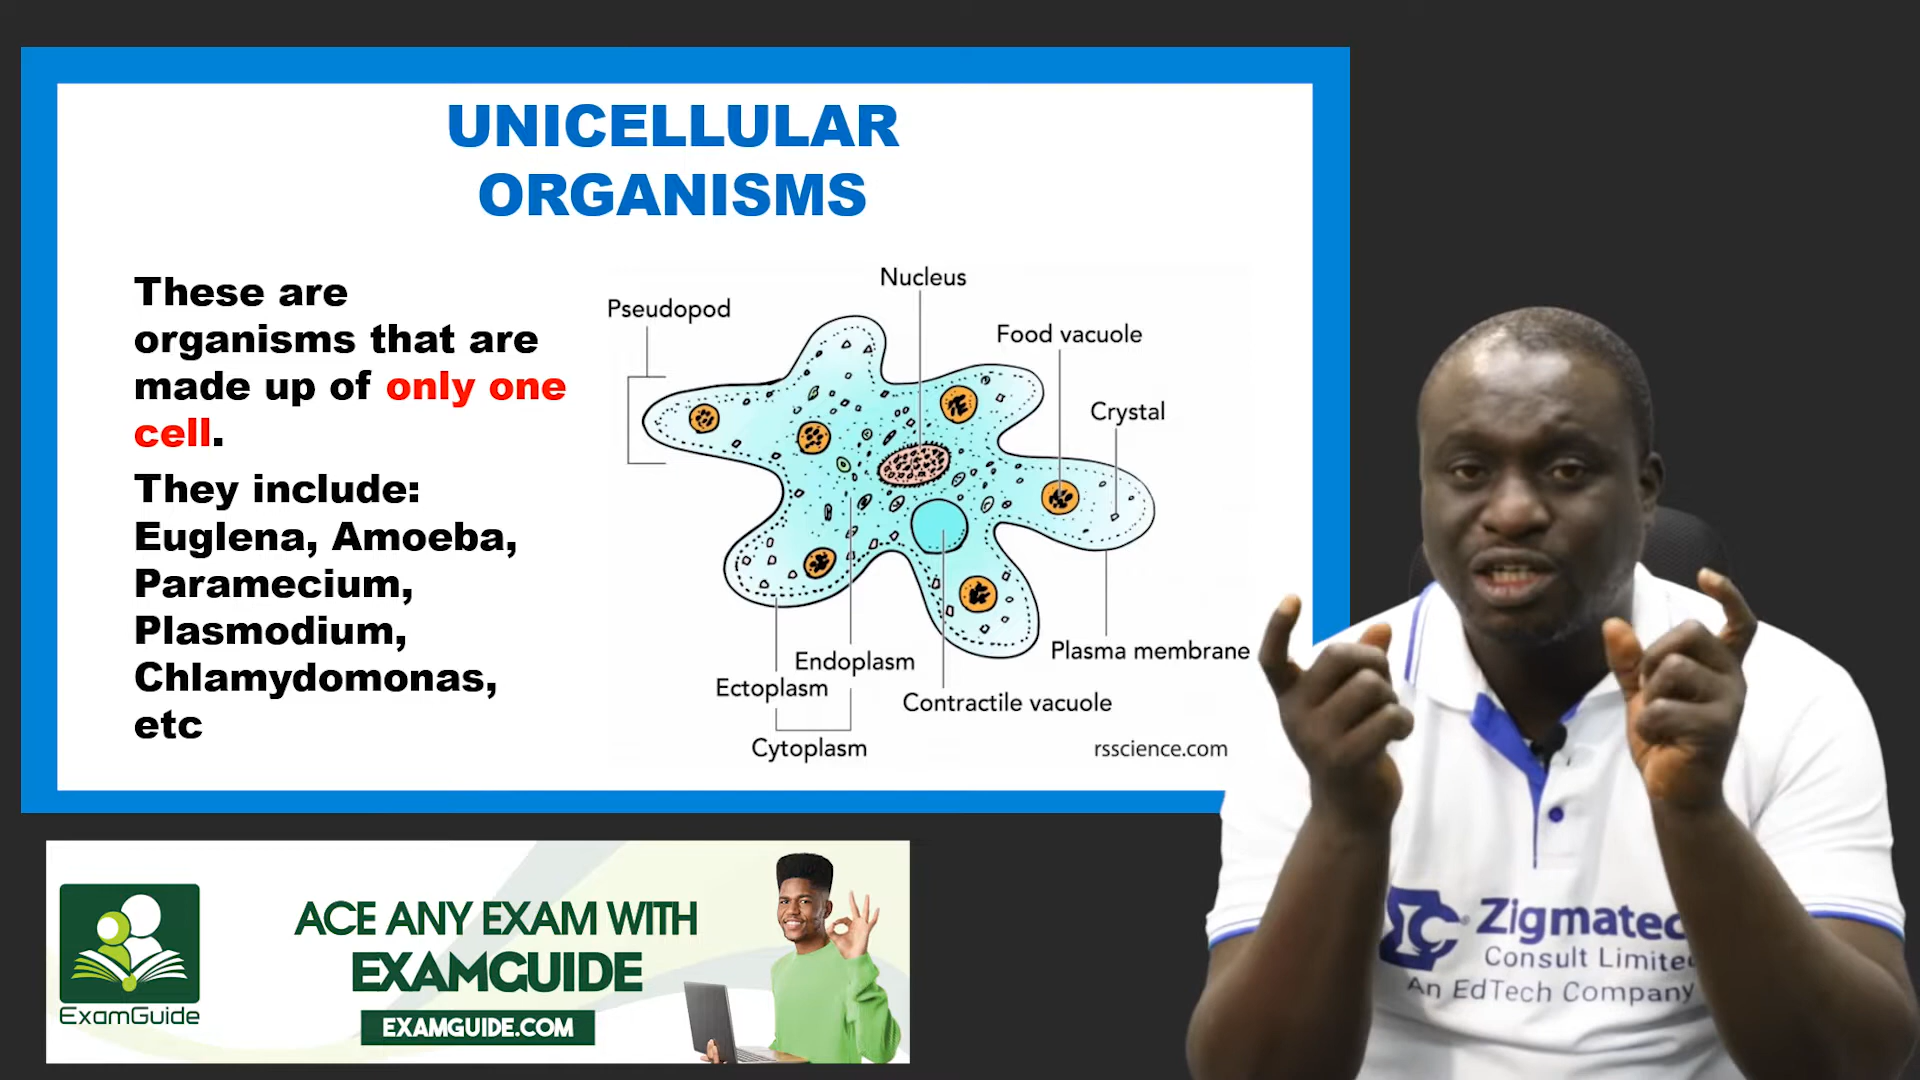 UNICELLULAR
ORGANISMS
These are
organisms that are
made up of only one
cell.
They include:
Euglena, Amoeba,
Paramecium,
Plasmodium,
Chlamydomonas,
etc
Nucleus
Pseudopod
Food vacuole
Crystal
Plasma membrane
Endoplasm
Ectoplasm
Contractile vacuole
Cytoplasm
rsscience.com
ExamGuide
ACE ANY EXAM WITH
EXAMGUIDE
EXAMGUIDE.COM
Zigmatec
Consult Limite
An EdTech Company